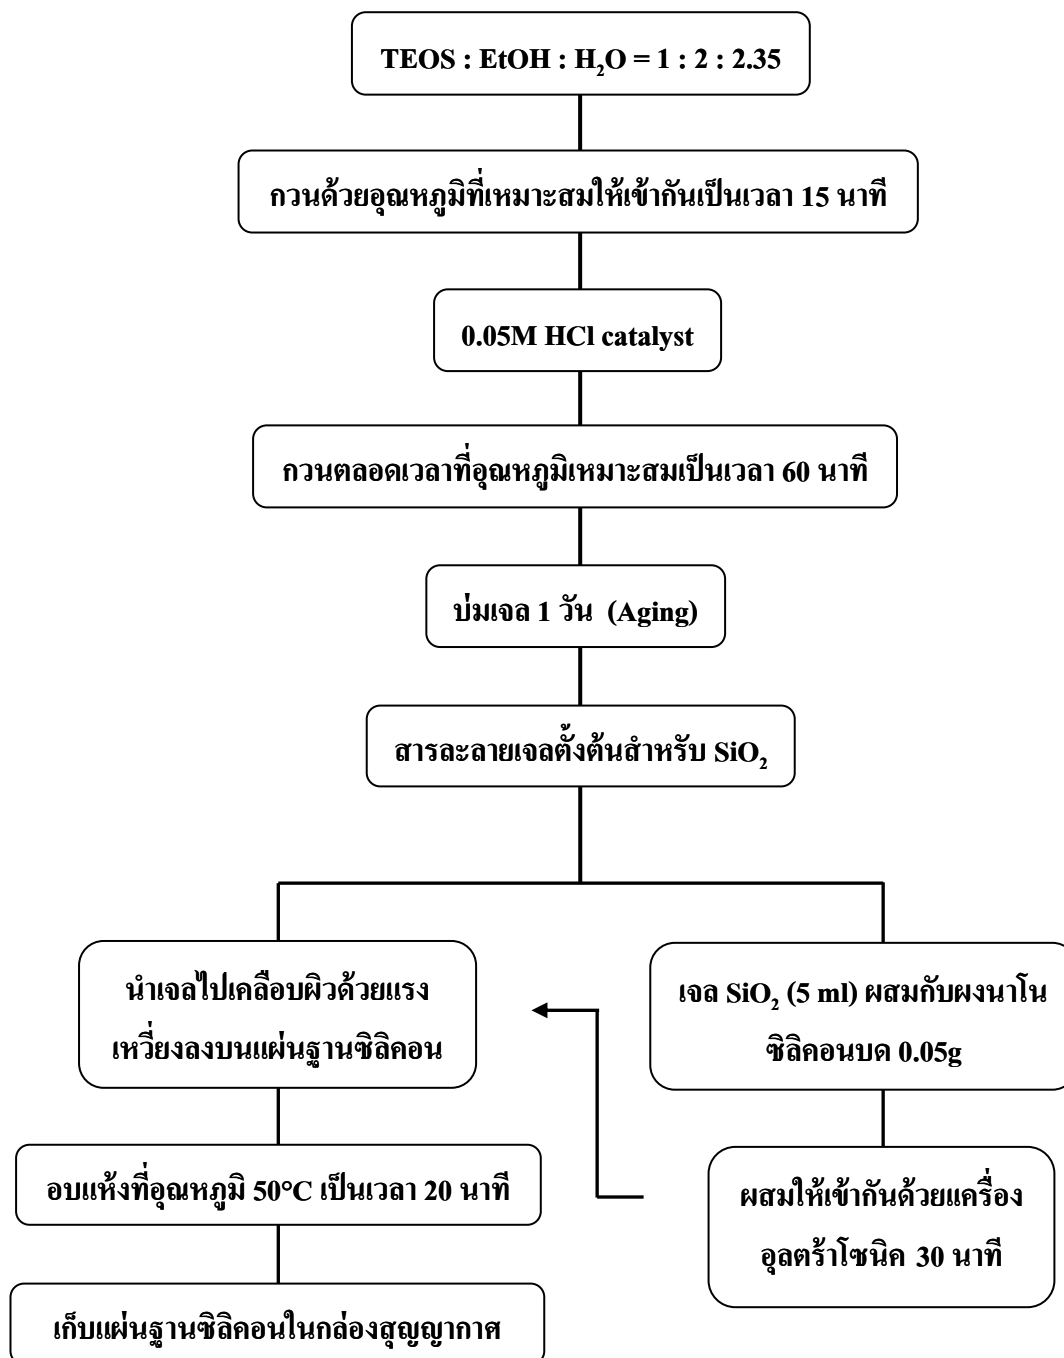 TEOS : EtOH : H₂O = 1 : 2 : 2.35
กวนด้วยอุณหภูมิที่เหมาะสมให้เข้ากันเป็นเวลา 15 นาที
0.05M HCl catalyst
กวนตลอดเวลาที่อุณหภูมิเหมาะสมเป็นเวลา 60 นาที
บ่มเจล 1 วัน (Aging)
สารละลายเจลตั้งต้นสำหรับ SiO₂
นำเจลไปเคลือบผิวด้วยแรง
เหวี่ยงลงบนแผ่นฐานซิลิคอน
เจล SiO₂ (5 ml) ผสมกับผงนาโน
ซิลิคอนบด 0.05g
อบแห้งที่อุณหภูมิ 50°C เป็นเวลา 20 นาที
ผสมให้เข้ากันด้วยเครื่อง
อุลตร้าโซนิค 30 นาที
เก็บแผ่นฐานซิลิคอนในกล่องสุญญากาศ